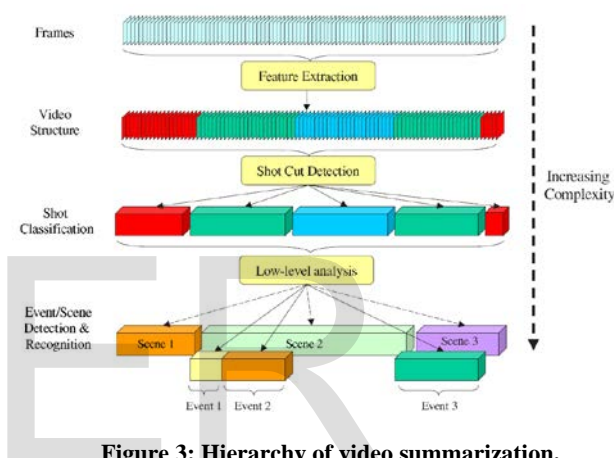 Frames
Feature Extraction
Video
Structure
Shot Cut Detection
Increasing
Complexity
Shot
Classification
Low-level analysis
Event/Scene
Detection &
Recognition
Scene 1
Scene 2
Scene 3
Event 1
Event 2
Event 3
ER
Figure 3: Hierarchy of video summarization.